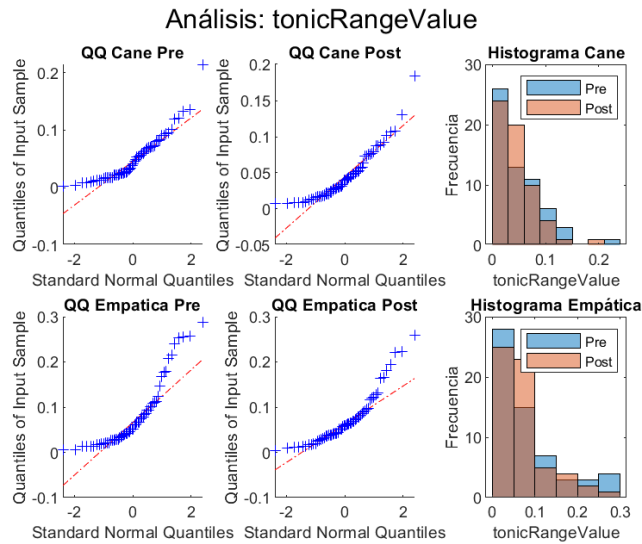 Análisis: tonicRangeValue
QQ Cane Pre
Quantiles of Input Sample
0.2
0.1
0
-0.1
-2
0
2
Standard Normal Quantiles
QQ Cane Post
Quantiles of Input Sample
0.2
0.15
0.1
0.05
0
-0.05
-2
0
2
Standard Normal Quantiles
Histograma Cane
Frecuencia
30
20
10
0
Pre
Post
0
0.1
0.2
tonicRangeValue
QQ Empatica Pre
Quantiles of Input Sample
0.3
0.2
0.1
0
-0.1
-2
0
2
Standard Normal Quantiles
QQ Empatica Post
Quantiles of Input Sample
0.3
0.2
0.1
0
-0.1
-2
0
2
Standard Normal Quantiles
Histograma Empática
Frecuencia
30
20
10
0
Pre
Post
0
0.1
0.2
0.3
tonicRangeValue